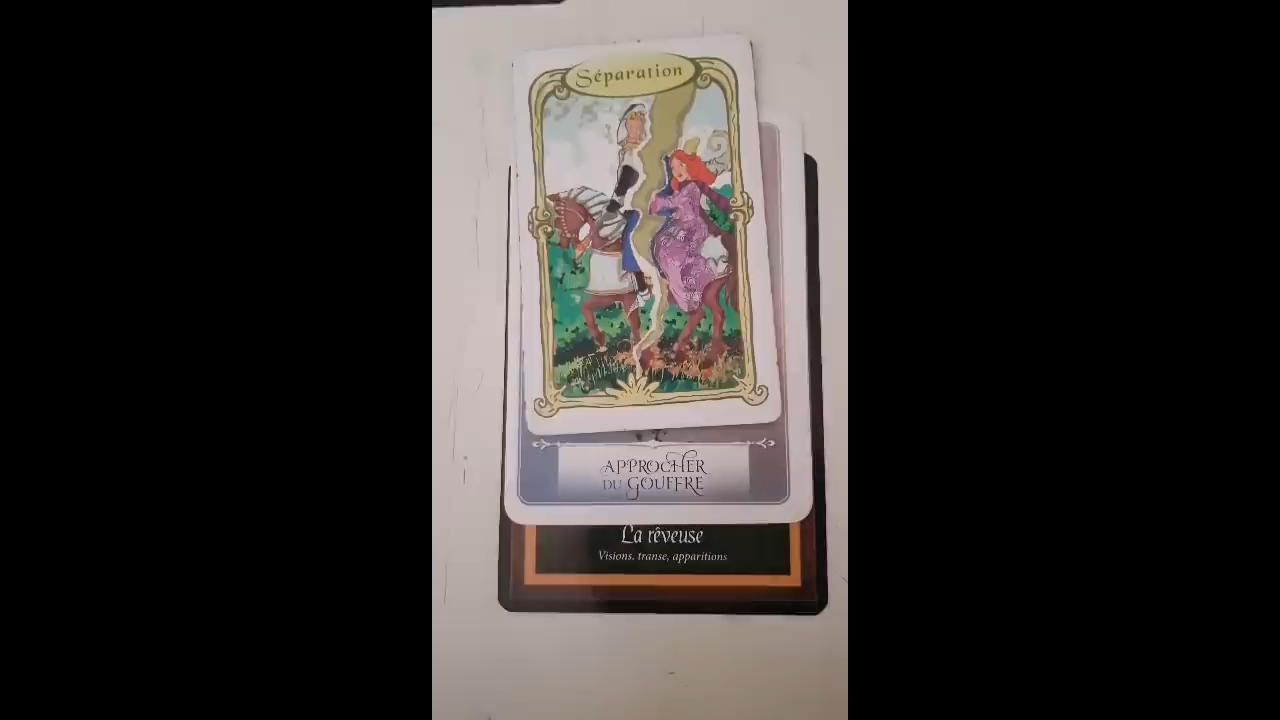 Séparation
APPROCHER
DU GOUFFRE
La rêveuse
Visions, transe, apparitions